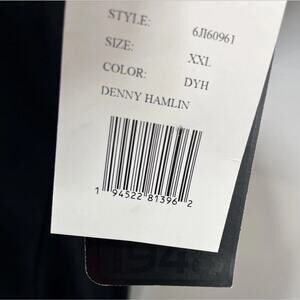 STYLE: 6JI60961
SIZE: XXL
COLOR: DYH
DENNY HAMLIN
1 94522 81396 2